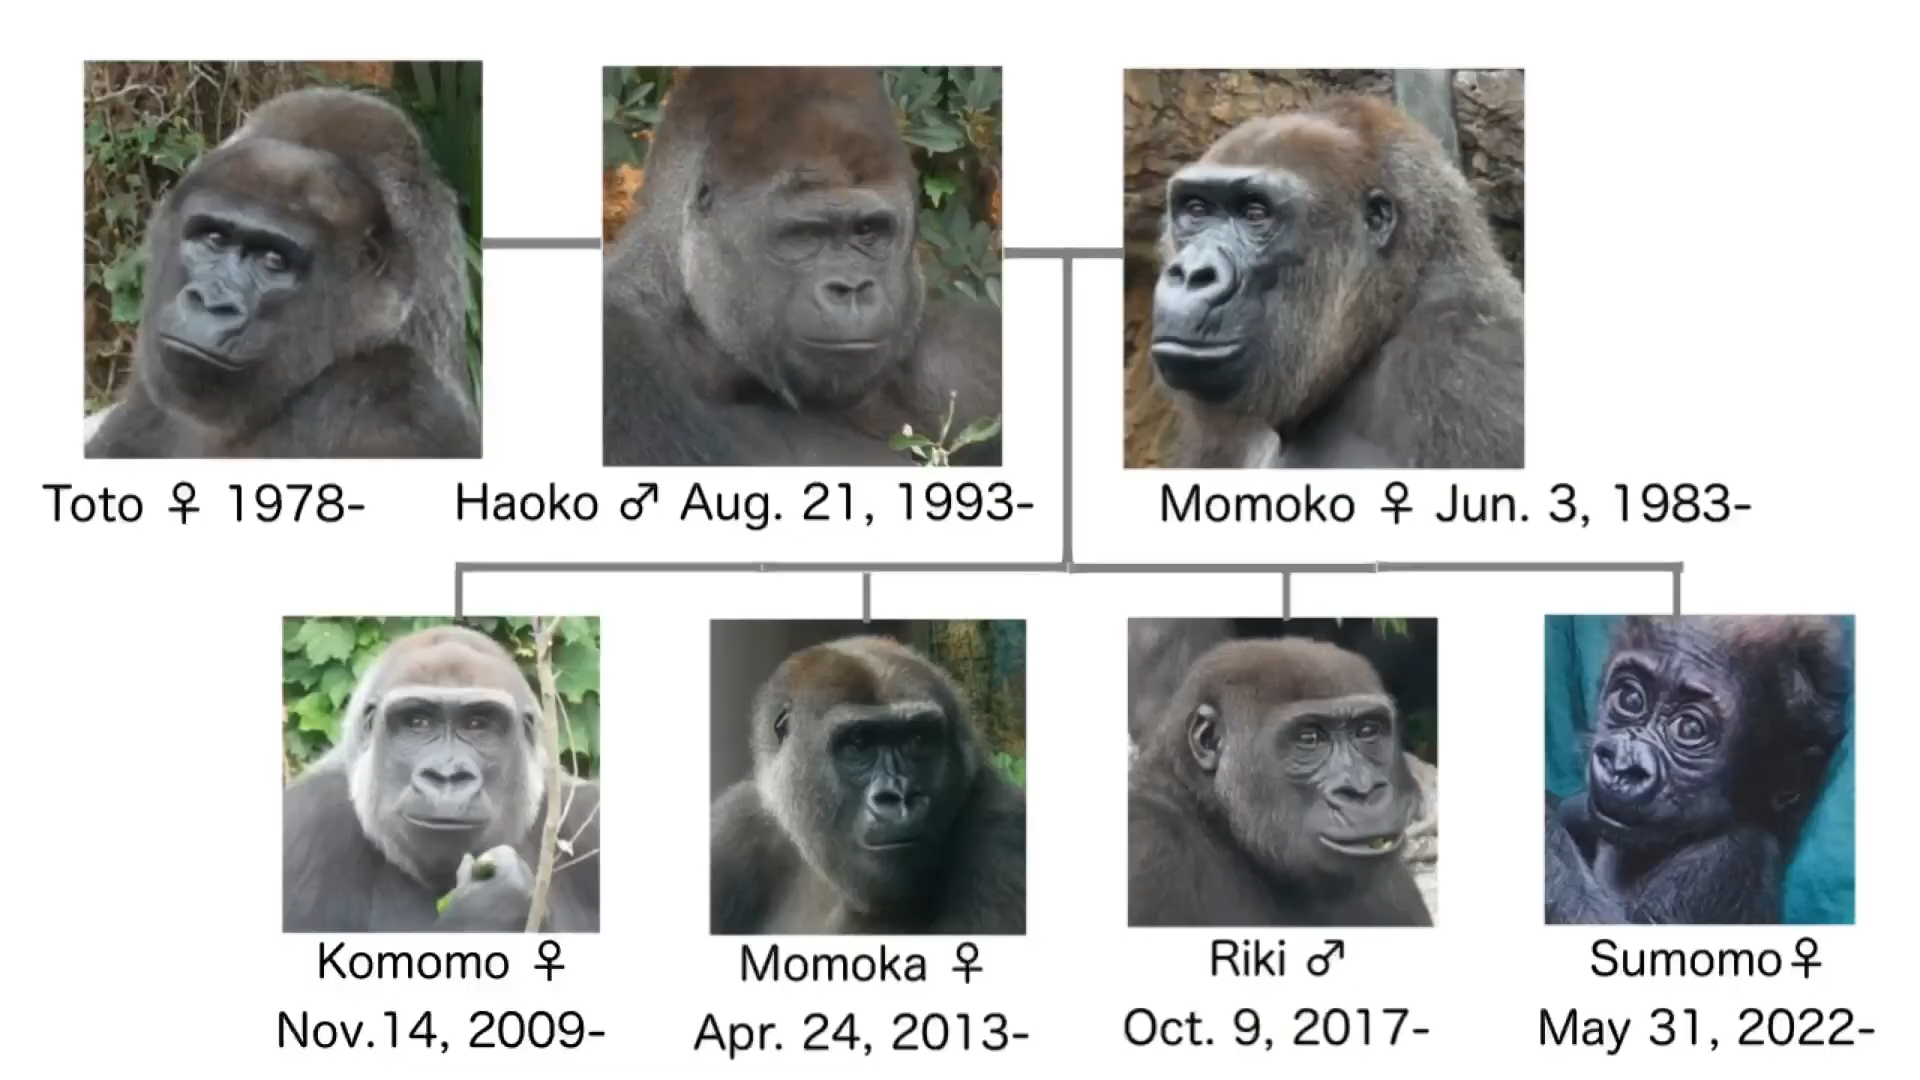 Toto ♀ 1978-
Haoko ♂ Aug. 21, 1993-
Momoko ♀ Jun. 3, 1983-
Komomo ♀
Nov.14, 2009-
Momoka ♀
Apr. 24, 2013-
Riki ♂
Oct. 9, 2017-
Sumomo♀
May 31, 2022-